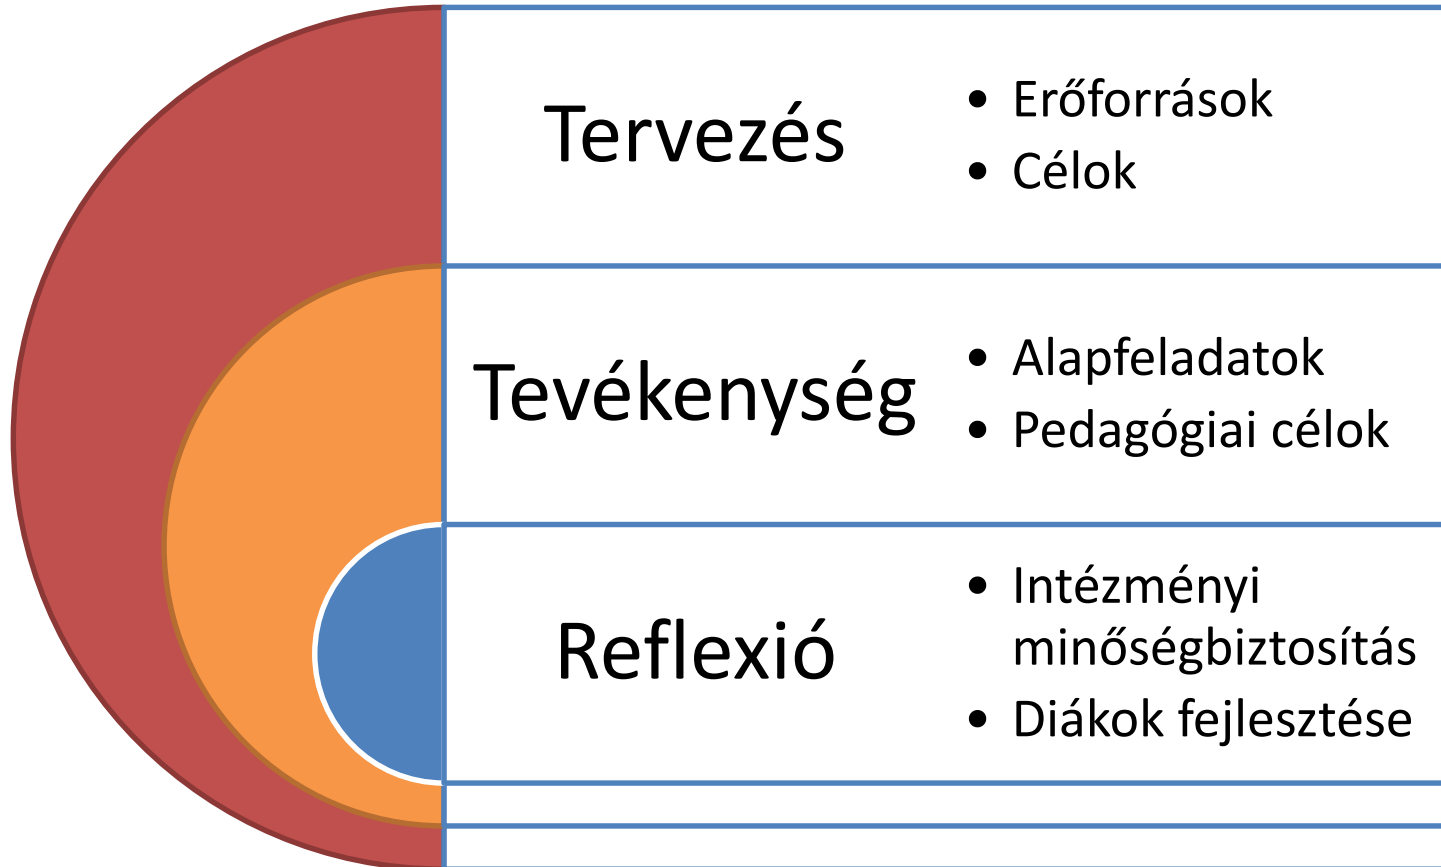 Tervezés
• Erőforrások
• Célok
Tevékenység
• Alapfeladatok
• Pedagógiai célok
Reflexió
• Intézményi
minőségbiztosítás
• Diákok fejlesztése